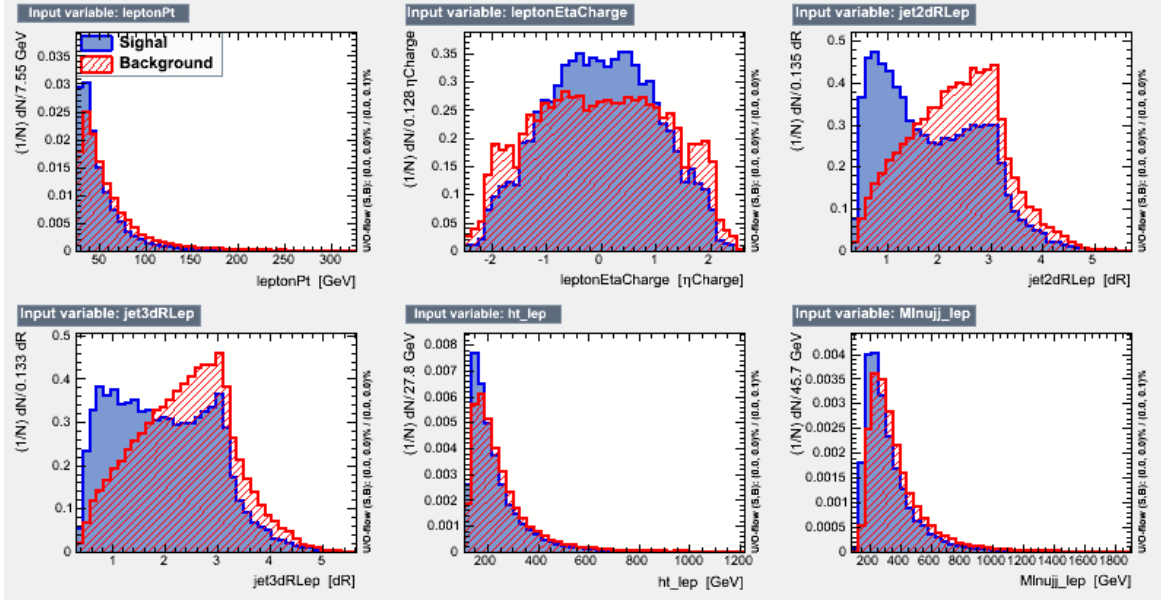 Input variable: leptonPt
(1/N) dN/ 7.55 GeV
0.035
0.03
0.025
0.02
0.015
0.01
0.005
0
Signal
Background
50 100 150 200 250 300
leptonPt [GeV]
U/O-flow (S,B): (0.0, 0.0)% / (0.0, 0.1)%
Input variable: leptonEtaCharge
(1/N) dN/ 0.128 ηCharge
0.35
0.3
0.25
0.2
0.15
0.1
0.05
0
-2 -1 0 1 2
leptonEtaCharge [ηCharge]
U/O-flow (S,B): (0.0, 0.0)% / (0.0, 0.0)%
Input variable: jet2dRLep
(1/N) dN/ 0.135 dR
0.5
0.4
0.3
0.2
0.1
0
1 2 3 4 5
jet2dRLep [dR]
U/O-flow (S,B): (0.0, 0.0)% / (0.0, 0.0)%
Input variable: jet3dRLep
(1/N) dN/ 0.133 dR
0.5
0.4
0.3
0.2
0.1
0
1 2 3 4 5
jet3dRLep [dR]
U/O-flow (S,B): (0.0, 0.0)% / (0.0, 0.0)%
Input variable: ht_lep
(1/N) dN/ 27.8 GeV
0.008
0.007
0.006
0.005
0.004
0.003
0.002
0.001
0
200 400 600 800 1000 1200
ht_lep [GeV]
U/O-flow (S,B): (0.0, 0.0)% / (0.0, 0.1)%
Input variable: Mlnujj_lep
(1/N) dN/ 45.7 GeV
0.004
0.0035
0.003
0.0025
0.002
0.0015
0.001
0.0005
0
200 400 600 800 1000 1200 1400 1600 1800
Mlnujj_lep [GeV]
U/O-flow (S,B): (0.0, 0.0)% / (0.0, 0.0)%